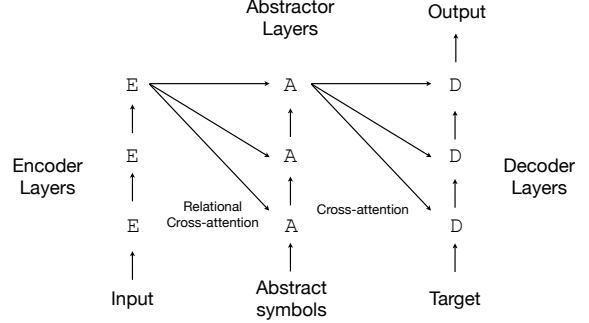 Abstractor
Layers
Output
E
A
D
Encoder
Layers
E
A
D
Decoder
Layers
Relational
Cross-attention
Cross-attention
E
A
D
Input
Abstract
symbols
Target